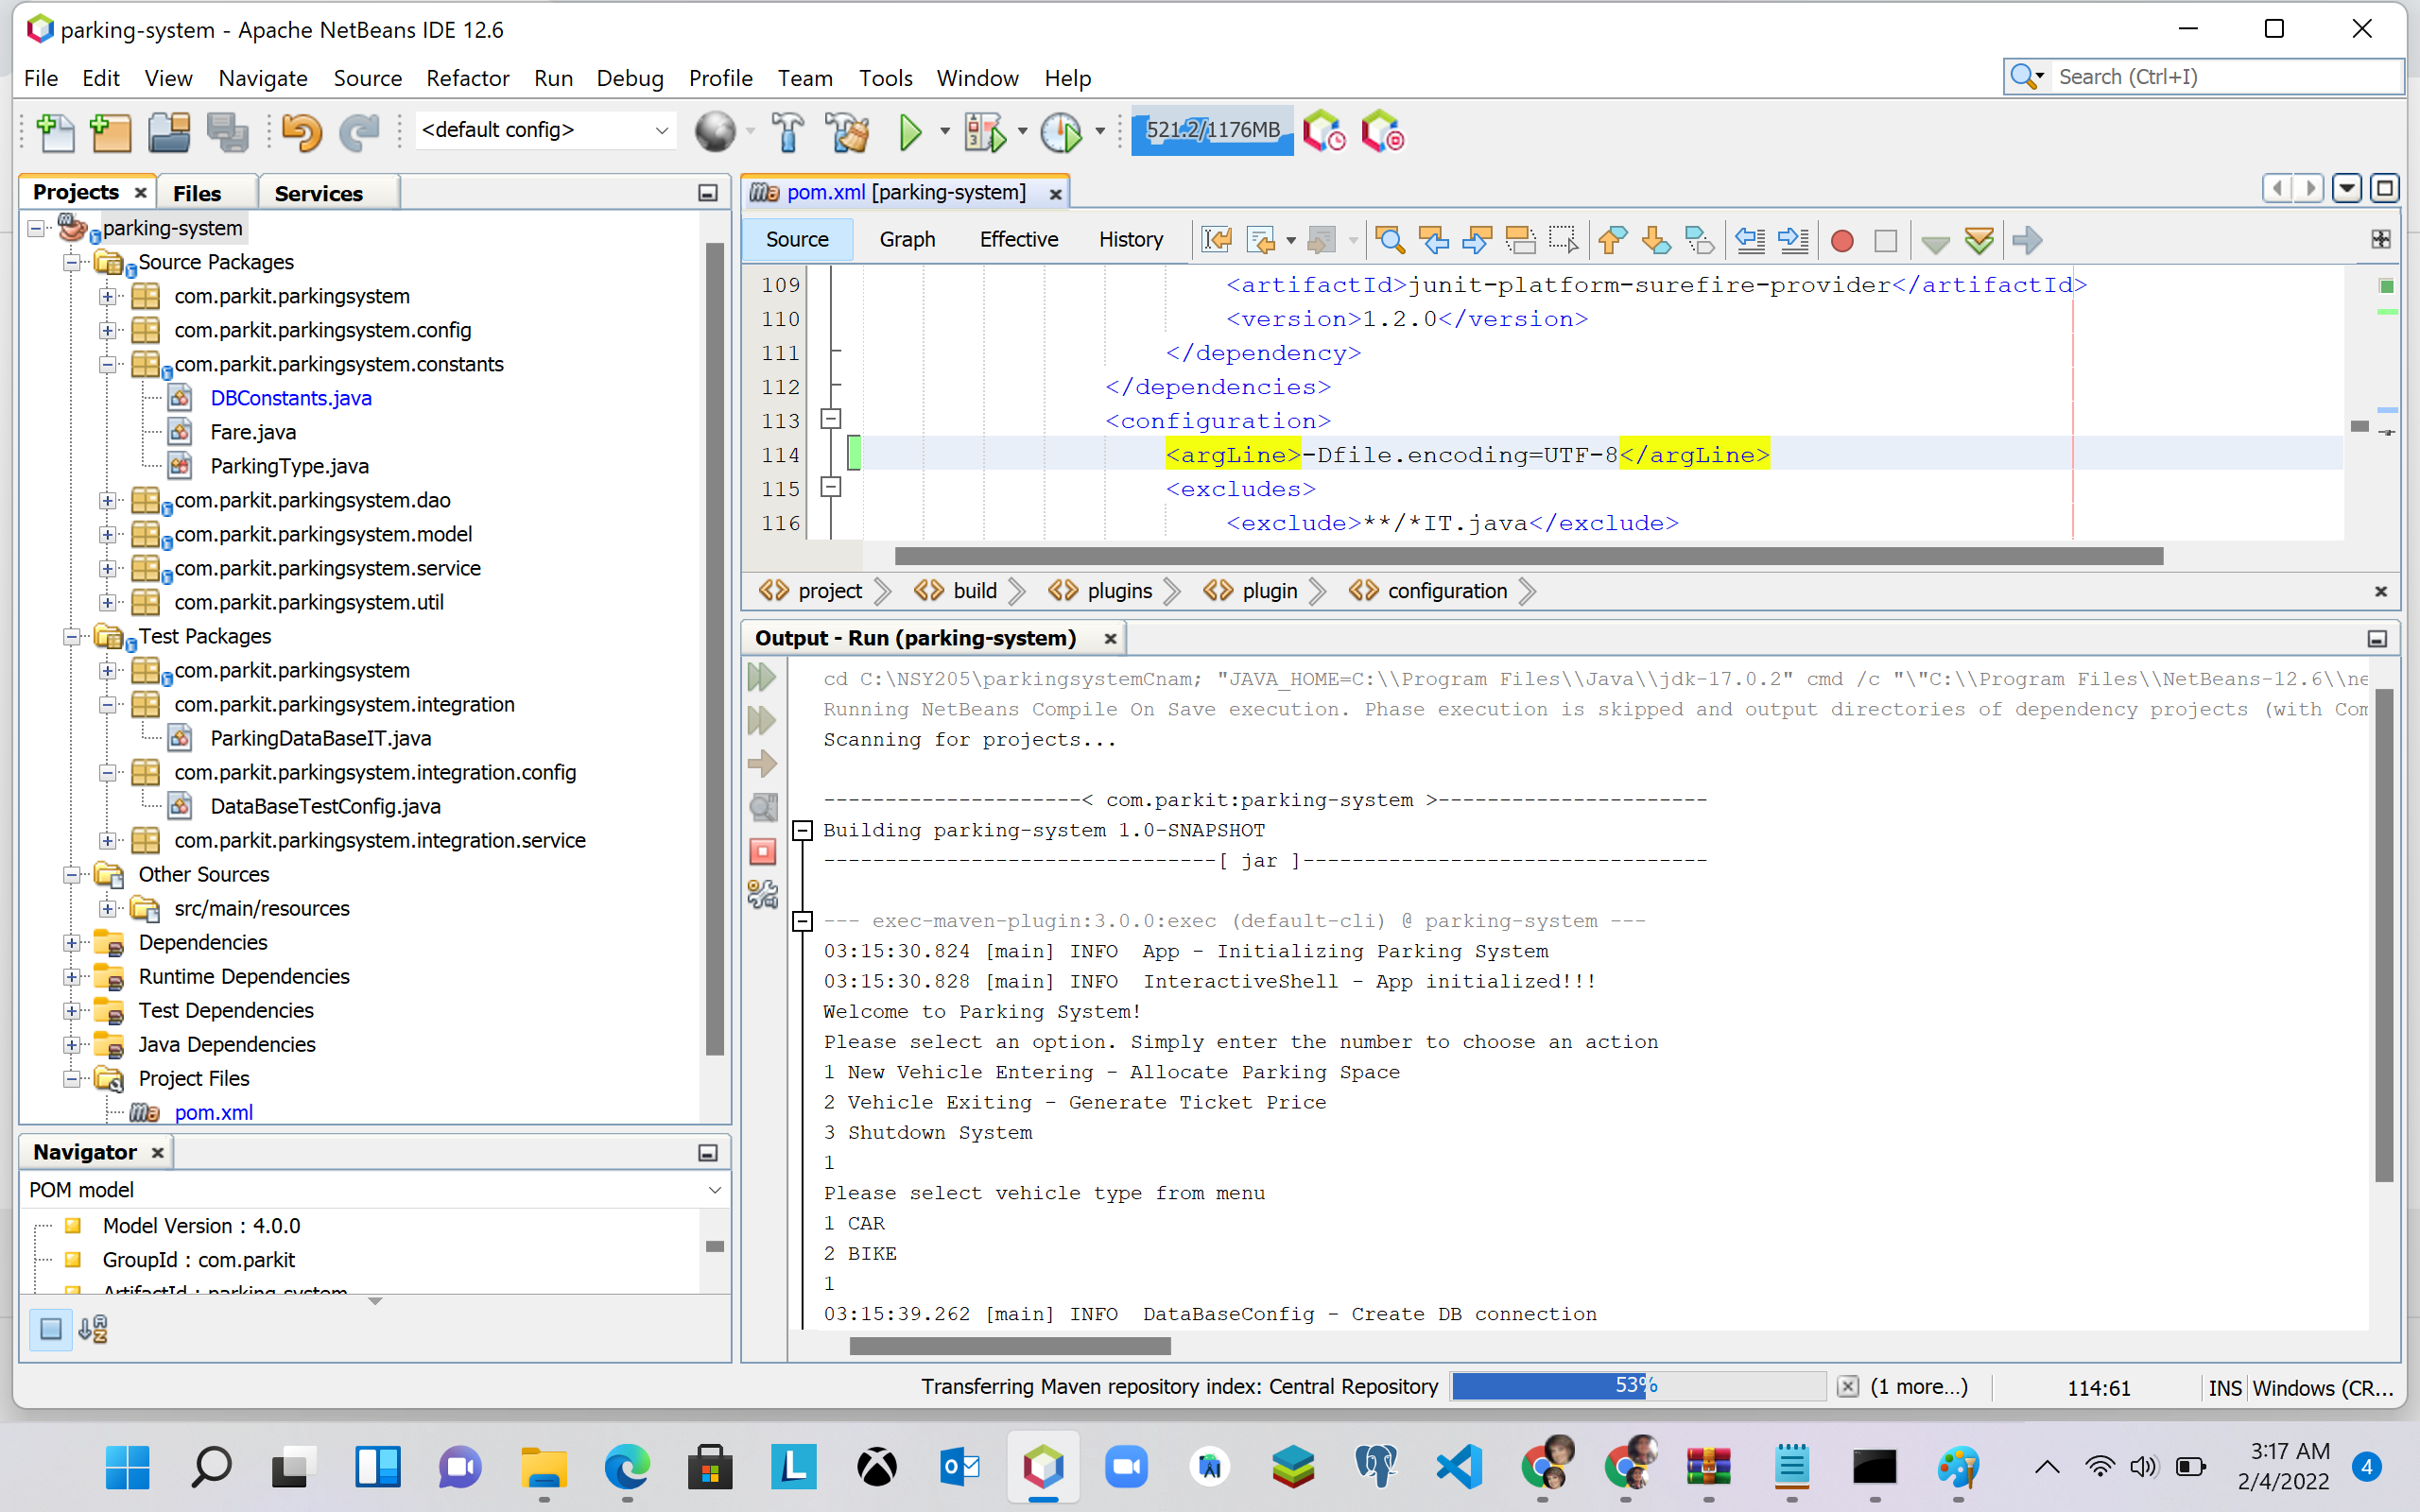 parking-system - Apache NetBeans IDE 12.6
File Edit View Navigate Source Refactor Run Debug Profile Team Tools Window Help
Search (Ctrl+I)
<default config>
521.2/1176MB
Projects
Files
Services
parking-system
Source Packages
com.parkit.parkingsystem
com.parkit.parkingsystem.config
com.parkit.parkingsystem.constants
DBConstants.java
Fare.java
ParkingType.java
com.parkit.parkingsystem.dao
com.parkit.parkingsystem.model
com.parkit.parkingsystem.service
com.parkit.parkingsystem.util
Test Packages
com.parkit.parkingsystem
com.parkit.parkingsystem.integration
ParkingDataBaseIT.java
com.parkit.parkingsystem.integration.config
DataBaseTestConfig.java
com.parkit.parkingsystem.integration.service
Other Sources
src/main/resources
Dependencies
Runtime Dependencies
Test Dependencies
Java Dependencies
Project Files
pom.xml
Navigator
POM model
Model Version : 4.0.0
GroupId : com.parkit
ArtifactId : parking-system
pom.xml [parking-system]
Source Graph Effective History
109 <artifactId>junit-platform-surefire-provider</artifactId>
110 <version>1.2.0</version>
111 </dependency>
112 </dependencies>
113 <configuration>
114 <argLine>-Dfile.encoding=UTF-8</argLine>
115 <excludes>
116 <exclude>**/*IT.java</exclude>
project build plugins plugin configuration
Output - Run (parking-system)
cd C:\NSY205\parkingsystemCnam; "JAVA_HOME=C:\\Program Files\\Java\\jdk-17.0.2" cmd /c "\"C:\\Program Files\\NetBeans-12.6\\ne
Running NetBeans Compile On Save execution. Phase execution is skipped and output directories of dependency projects (with Com
Scanning for projects...
---------------------< com.parkit:parking-system >----------------------
Building parking-system 1.0-SNAPSHOT
--------------------------------[ jar ]---------------------------------
--- exec-maven-plugin:3.0.0:exec (default-cli) @ parking-system ---
03:15:30.824 [main] INFO  App - Initializing Parking System
03:15:30.828 [main] INFO  InteractiveShell - App initialized!!!
Welcome to Parking System!
Please select an option. Simply enter the number to choose an action
1 New Vehicle Entering - Allocate Parking Space
2 Vehicle Exiting - Generate Ticket Price
3 Shutdown System
1
Please select vehicle type from menu
1 CAR
2 BIKE
1
03:15:39.262 [main] INFO  DataBaseConfig - Create DB connection
Transferring Maven repository index: Central Repository 53% (1 more...) 114:61 INS Windows (CR...
3:17 AM
2/4/2022
4